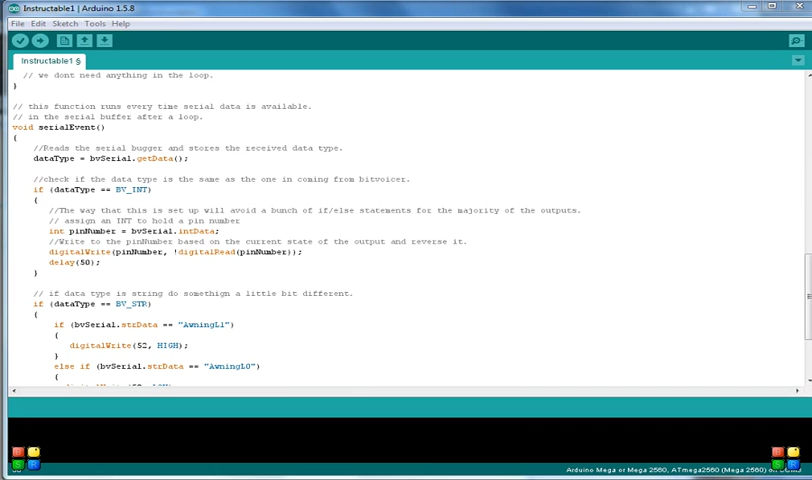 Instructable1 | Arduino 1.5.8
File Edit Sketch Tools Help
Instructable1 §
// we dont need anything in the loop.
}
// this function runs every time serial data is available.
// in the serial buffer after a loop.
void serialEvent()
{
//Reads the serial bugger and stores the received data type.
dataType = bvSerial.getData();
//check if the data type is the same as the one in coming from bitvoicer.
if (dataType == BV_INT)
{
//The way that this is set up will avoid a bunch of if/else statements for the majority of the outputs.
// assign an INT to hold a pin number
int pinNumber = bvSerial.intData;
//Write to the pinNumber based on the current state of the output and reverse it.
digitalWrite(pinNumber, !digitalRead(pinNumber));
delay(50);
}
// if data type is string do somethign a little bit different.
if (dataType == BV_STR)
{
if (bvSerial.strData == "AwningL1")
{
digitalWrite(52, HIGH);
}
else if (bvSerial.strData == "AwningL0")
{
B
S R
B
S R
Arduino Mega or Mega 2560, ATmega2560 (Mega 2560) on